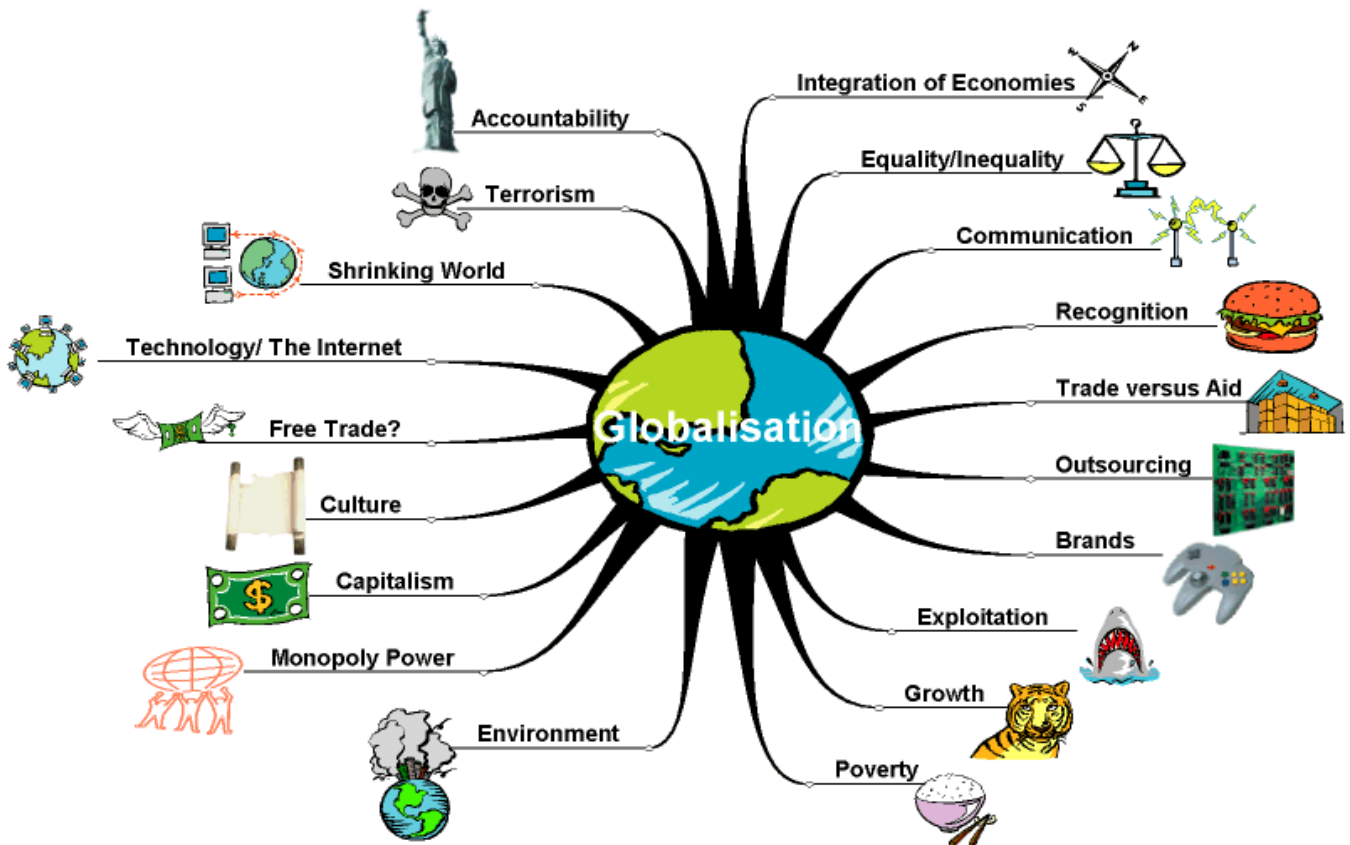 Integration of Economies
Accountability
Equality/Inequality
Terrorism
Communication
Shrinking World
Recognition
Technology/ The Internet
Trade versus Aid
Globalisation
Free Trade?
Outsourcing
Culture
Brands
Capitalism
Exploitation
Monopoly Power
Growth
Environment
Poverty
N
W
E
S
$